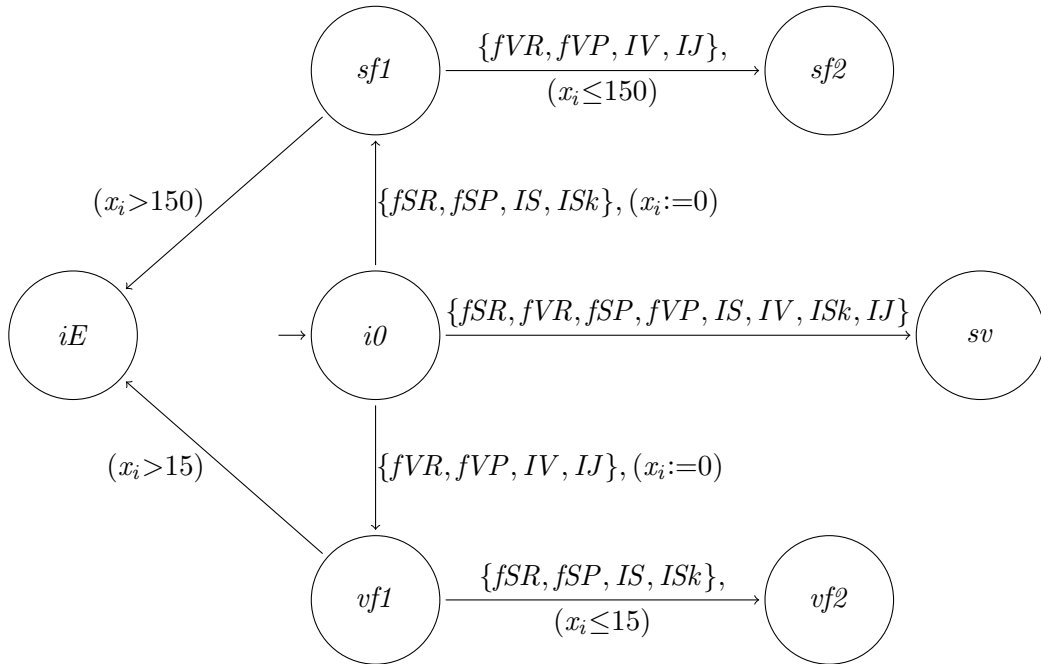 sf1
{fVR, fVP, IV, IJ},
(x_i≤150)
sf2
(x_i>150)
{fSR, fSP, IS, ISk}, (x_i:=0)
iE
i0
{fSR, fVR, fSP, fVP, IS, IV, ISk, IJ}
sv
(x_i>15)
{fVR, fVP, IV, IJ}, (x_i:=0)
vf1
{fSR, fSP, IS, ISk},
(x_i≤15)
vf2